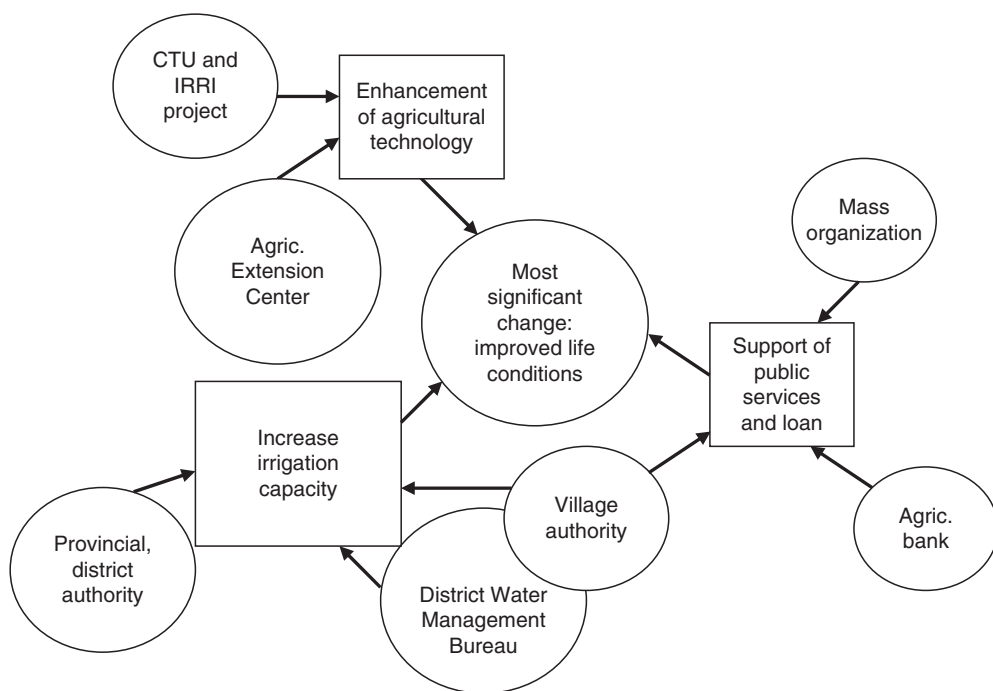 CTU and
IRRI
project
Enhancement
of agricultural
technology
Agric.
Extension
Center
Mass
organization
Most
significant
change:
improved life
conditions
Support of
public
services
and loan
Increase
irrigation
capacity
Village
authority
Agric.
bank
Provincial,
district
authority
District Water
Management
Bureau